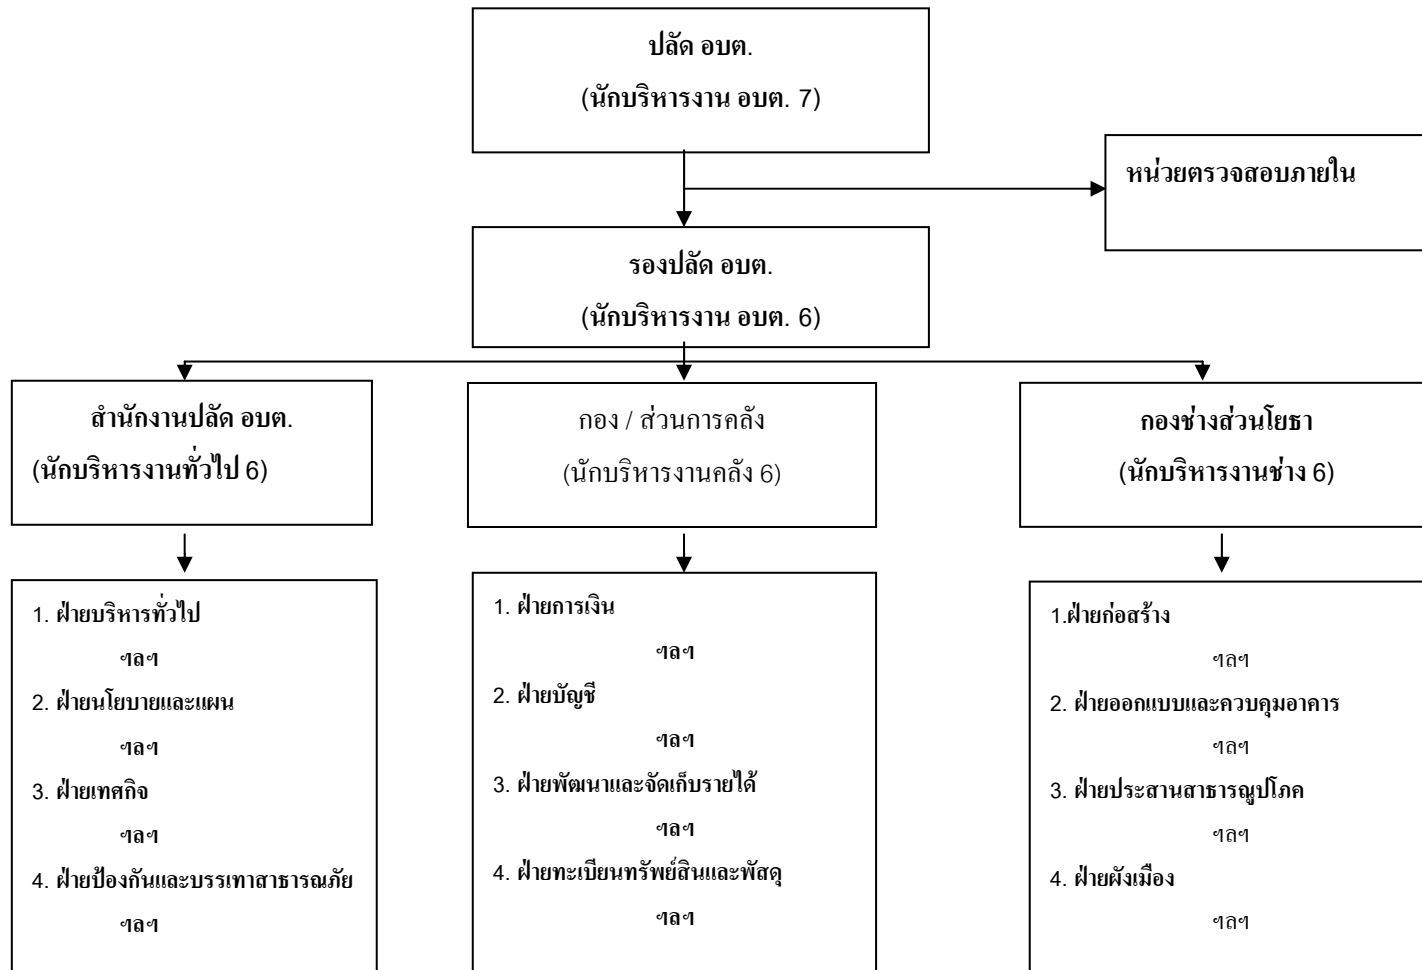 ปลัด อบต.
(นักบริหารงาน อบต. 7)
หน่วยตรวจสอบภายใน
รองปลัด อบต.
(นักบริหารงาน อบต. 6)
สำนักงานปลัด อบต.
(นักบริหารงานทั่วไป 6)
กอง / ส่วนการคลัง
(นักบริหารงานคลัง 6)
กองช่างส่วนโยธา
(นักบริหารงานช่าง 6)
1. ฝ่ายบริหารทั่วไป
ฯลฯ
2. ฝ่ายนโยบายและแผน
ฯลฯ
3. ฝ่ายเทศกิจ
ฯลฯ
4. ฝ่ายป้องกันและบรรเทาสาธารณภัย
ฯลฯ
1. ฝ่ายการเงิน
ฯลฯ
2. ฝ่ายบัญชี
ฯลฯ
3. ฝ่ายพัฒนาและจัดเก็บรายได้
ฯลฯ
4. ฝ่ายทะเบียนทรัพย์สินและพัสดุ
ฯลฯ
1.ฝ่ายก่อสร้าง
ฯลฯ
2. ฝ่ายออกแบบและควบคุมอาคาร
ฯลฯ
3. ฝ่ายประสานสาธารณูปโภค
ฯลฯ
4. ฝ่ายผังเมือง
ฯลฯ